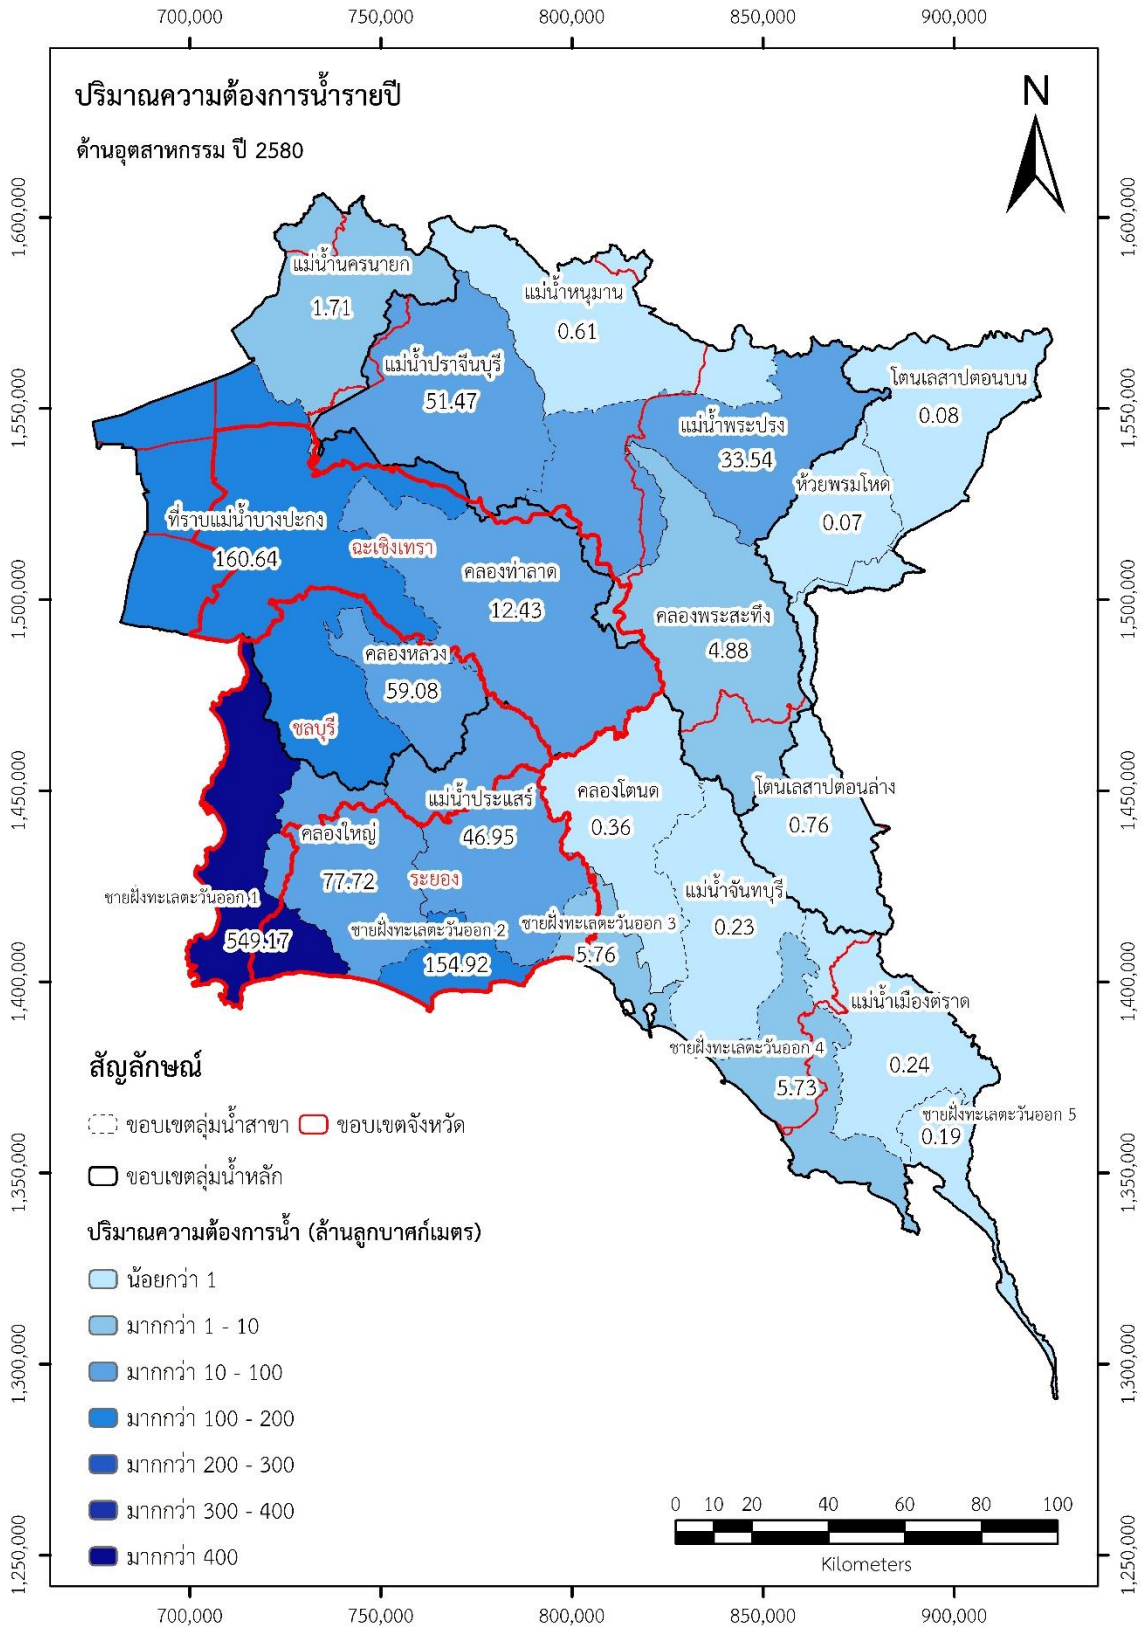 700,000 750,000 800,000 850,000 900,000
ปริมาณความต้องการน้ำรายปี
ด้านอุตสาหกรรม ปี 2580
N
1,600,000 1,600,000
1,550,000 1,550,000
1,500,000 1,500,000
1,450,000 1,450,000
1,400,000 1,400,000
1,350,000 1,350,000
1,300,000 1,300,000
1,250,000 1,250,000
แม่น้ำนครนายก
1.71
แม่น้ำหนุมาน
0.61
แม่น้ำปราจีนบุรี
51.47
โตนเลสาปตอนบน
0.08
แม่น้ำพระปรง
33.54
ห้วยพรมโหด
0.07
ที่ราบแม่น้ำบางปะกง
160.64
ฉะเชิงเทรา
คลองท่าลาด
12.43
คลองพระสะทึง
4.88
คลองหลวง
59.08
ชลบุรี
แม่น้ำประแสร์
46.95
คลองโตนด
0.36
โตนเลสาปตอนล่าง
0.76
คลองใหญ่
77.72
ระยอง
แม่น้ำจันทบุรี
0.23
ชายฝั่งทะเลตะวันออก 1
549.17
ชายฝั่งทะเลตะวันออก 2
154.92
ชายฝั่งทะเลตะวันออก 3
5.76
แม่น้ำเมืองตราด
0.24
ชายฝั่งทะเลตะวันออก 4
5.73
ชายฝั่งทะเลตะวันออก 5
0.19
สัญลักษณ์
ขอบเขตลุ่มน้ำสาขา ขอบเขตจังหวัด
ขอบเขตลุ่มน้ำหลัก
ปริมาณความต้องการน้ำ (ล้านลูกบาศก์เมตร)
น้อยกว่า 1
มากกว่า 1 - 10
มากกว่า 10 - 100
มากกว่า 100 - 200
มากกว่า 200 - 300
มากกว่า 300 - 400
มากกว่า 400
0 10 20 40 60 80 100
Kilometers
700,000 750,000 800,000 850,000 900,000